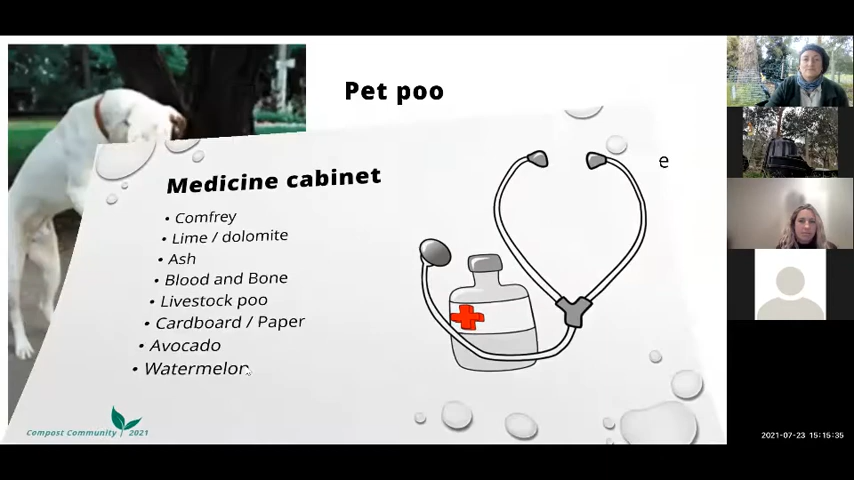 Pet poo
e
Medicine cabinet
• Comfrey
• Lime / dolomite
• Ash
• Blood and Bone
• Livestock poo
• Cardboard / Paper
• Avocado
• Watermelon
Compost Community | 2021
2021-07-23 15:15:35